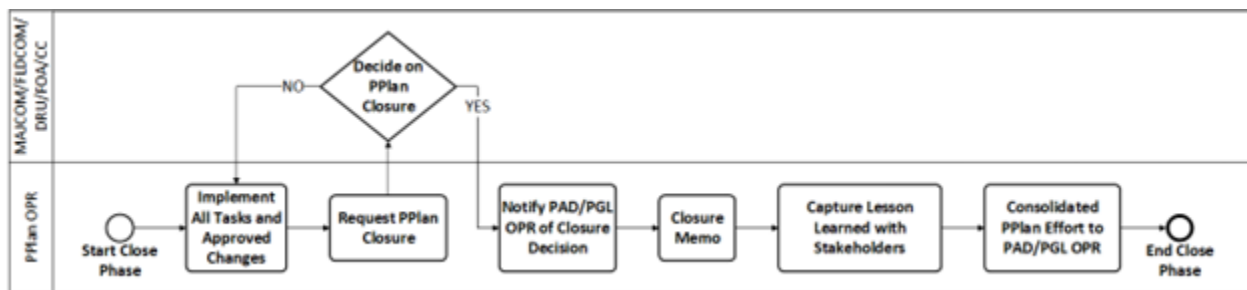 MAJCOM/FLDCOM/
DRU/FOA/CC
Decide on
PPlan
Closure
NO
YES
PPlan OPR
Start Close
Phase
Implement
All Tasks and
Approved
Changes
Request PPlan
Closure
Notify PAD/PGL
OPR of Closure
Decision
Closure
Memo
Capture Lesson
Learned with
Stakeholders
Consolidated
PPlan Effort to
PAD/PGL OPR
End Close
Phase